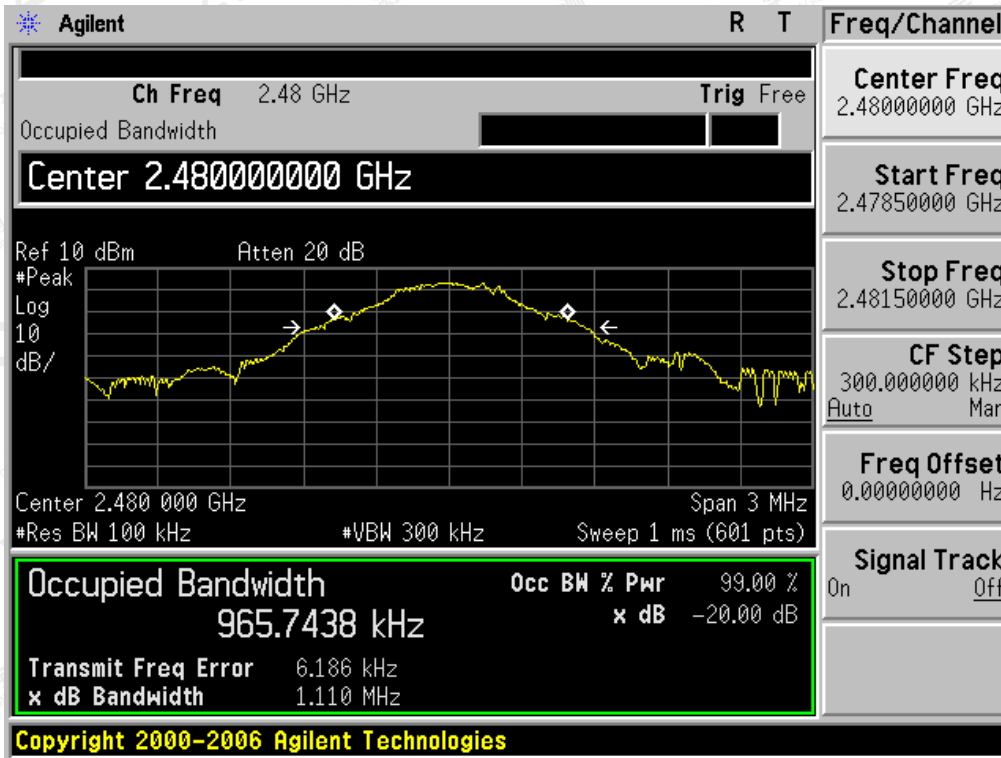 Agilent R T Freq/Channel
Ch Freq 2.48 GHz Trig Free
Occupied Bandwidth
Center 2.480000000 GHz
Ref 10 dBm Atten 20 dB
#Peak
Log
10
dB/
Center 2.480 000 GHz Span 3 MHz
#Res BW 100 kHz #VBW 300 kHz Sweep 1 ms (601 pts)
Occupied Bandwidth Occ BW % Pwr 99.00 %
965.7438 kHz x dB -20.00 dB
Transmit Freq Error 6.186 kHz
x dB Bandwidth 1.110 MHz
Copyright 2000-2006 Agilent Technologies
Center Freq
2.48000000 GHz
Start Freq
2.47850000 GHz
Stop Freq
2.48150000 GHz
CF Step
300.000000 kHz
Auto Man
Freq Offset
0.00000000 Hz
Signal Track
On Off